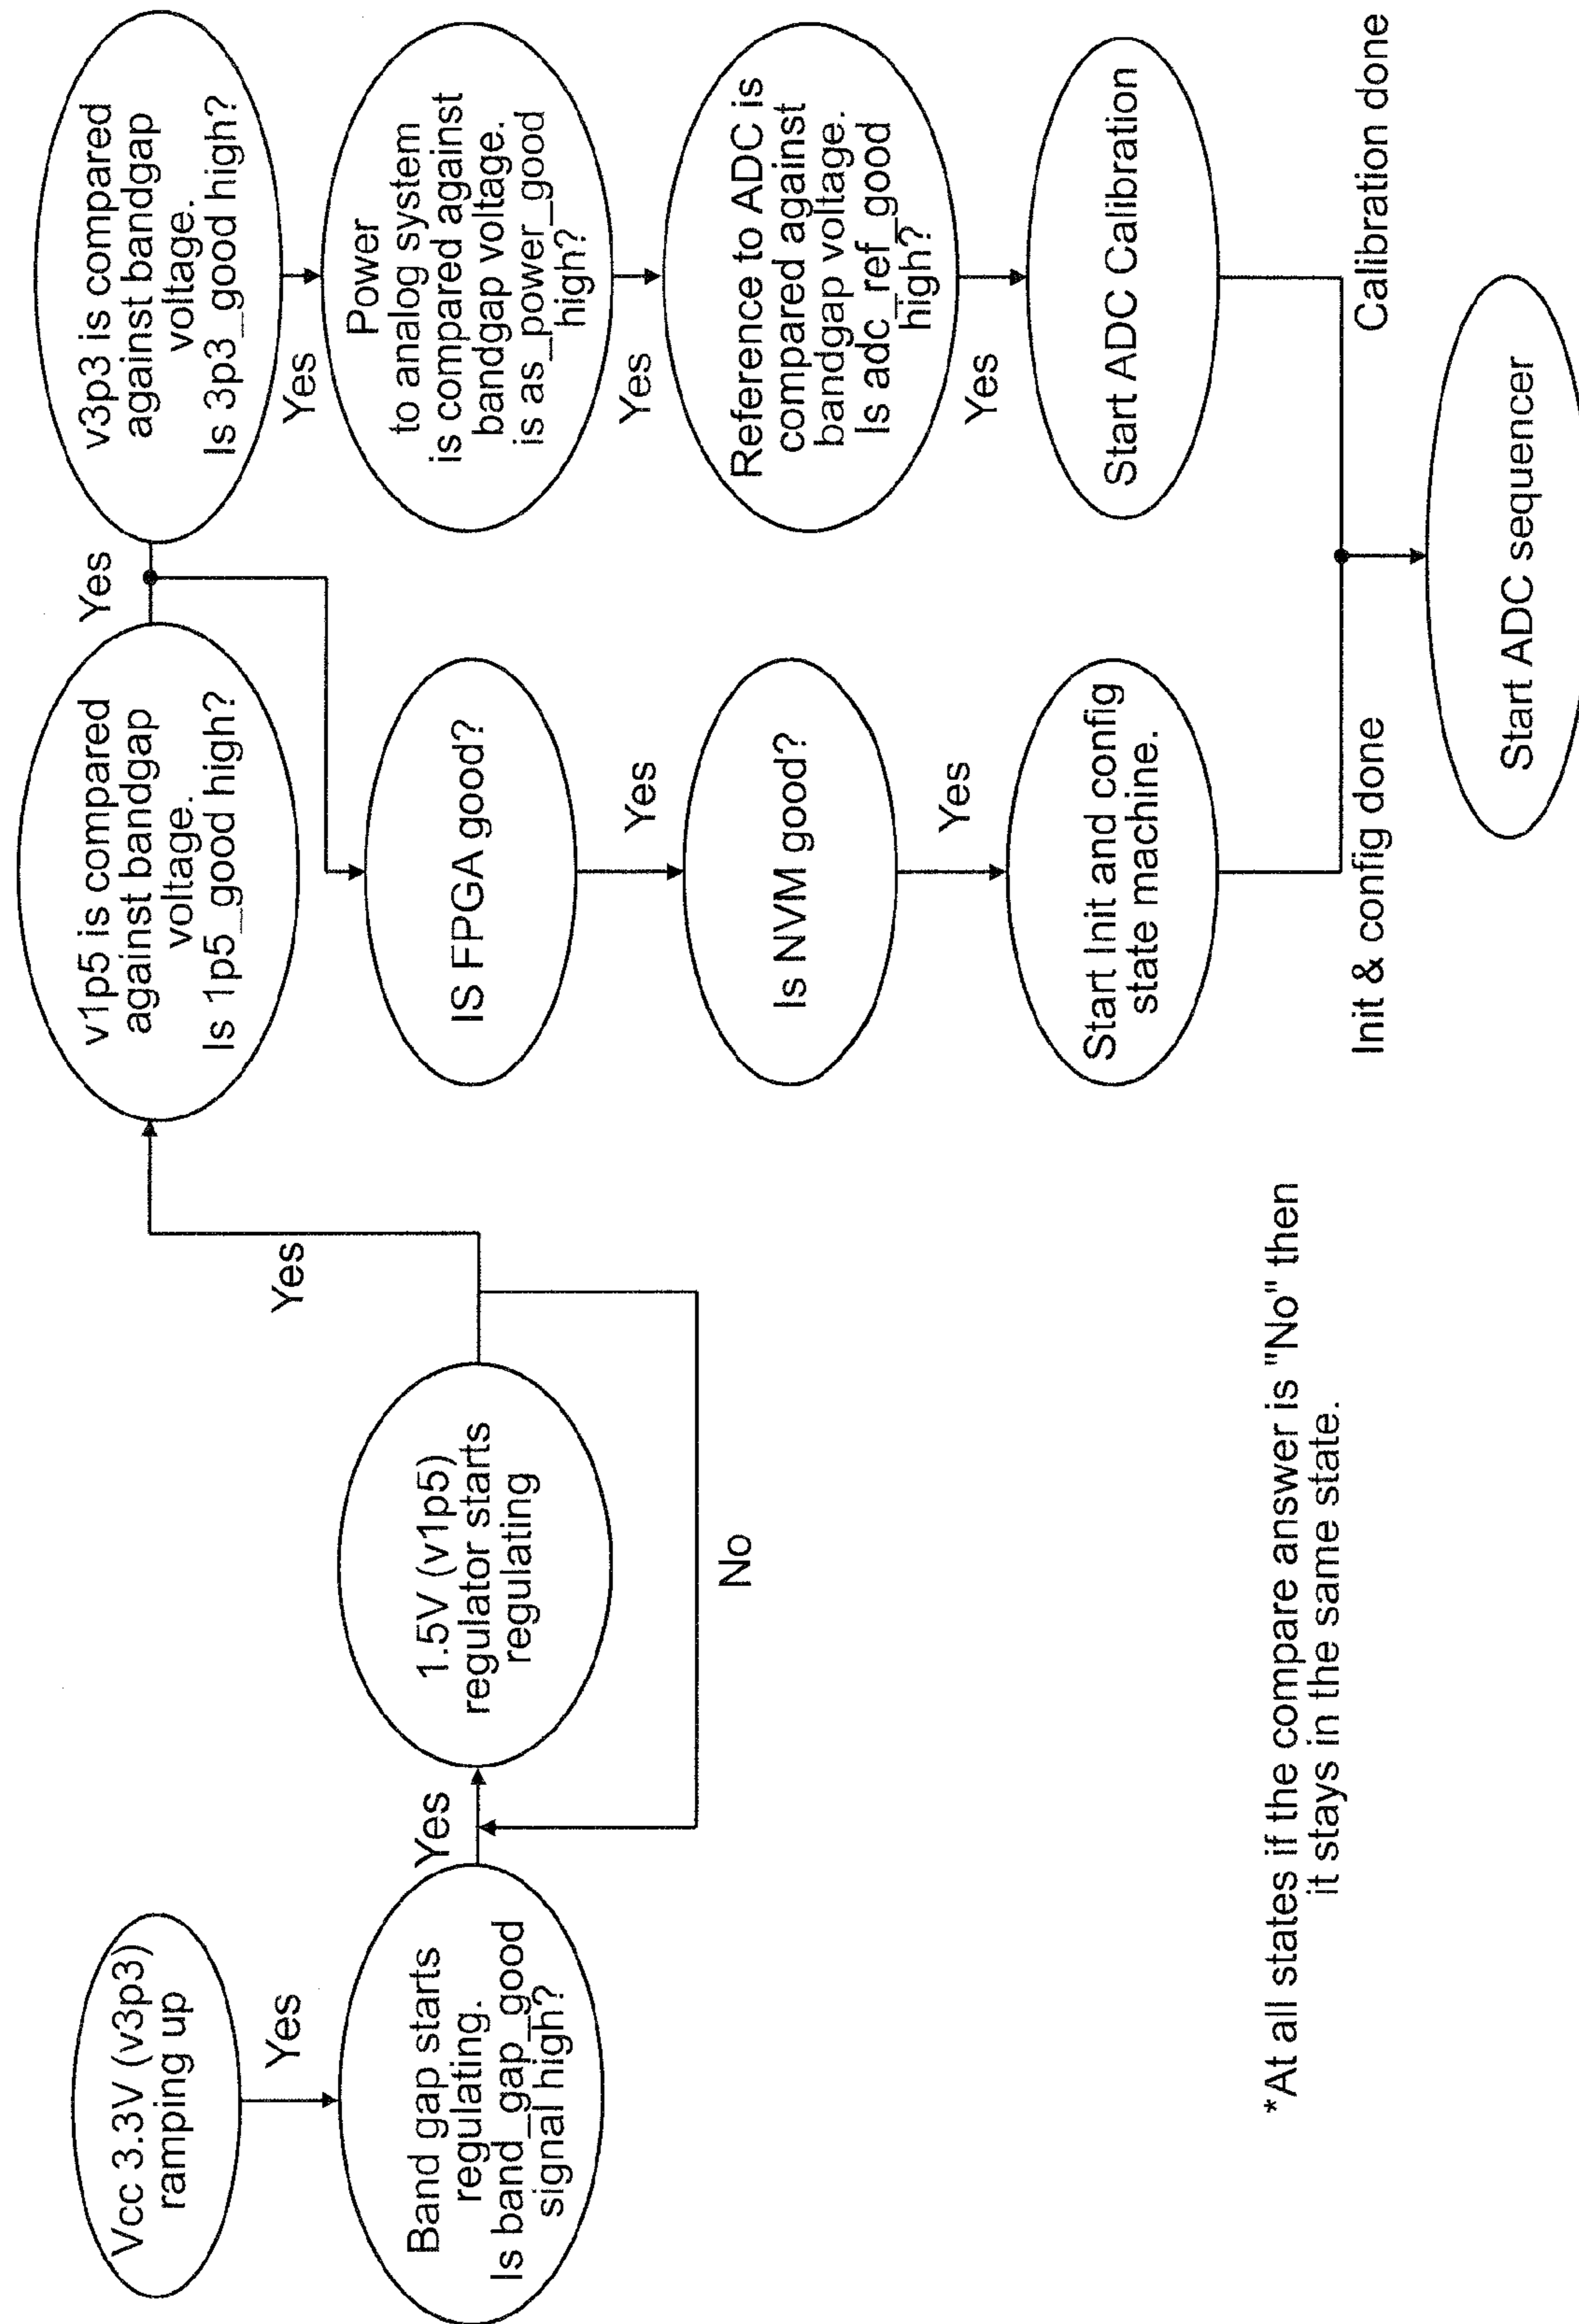 Vcc 3.3V (v3p3)
ramping up
Yes
Band gap starts
regulating.
Is band_gap_good
signal high?
Yes
1.5V (v1p5)
regulator starts
regulating
No
Yes
v1p5 is compared
against bandgap
voltage.
Is 1p5_good high?
Yes
IS FPGA good?
Yes
Is NVM good?
Yes
Start Init and config
state machine.
Init & config done
v3p3 is compared
against bandgap
voltage.
Is 3p3_good high?
Yes
Power
to analog system
is compared against
bandgap voltage.
is as_power_good
high?
Yes
Reference to ADC is
compared against
bandgap voltage.
Is adc_ref_good
high?
Yes
Start ADC Calibration
Calibration done
Start ADC sequencer
*At all states if the compare answer is "No" then
it stays in the same state.